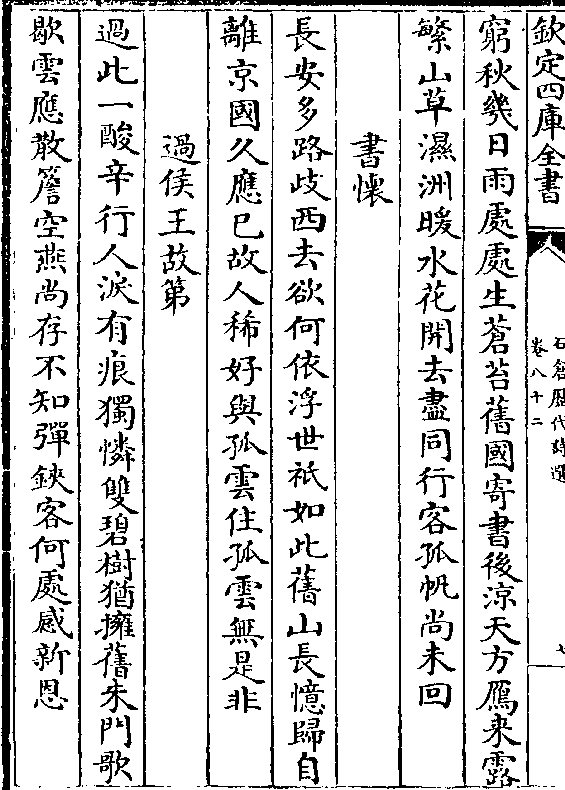 欽定四庫全書
石倉歷代詩選
卷八十二
七
窮秋幾日雨處處生蒼苔舊國寄書後涼天方鴈来露
繁山草濕洲暖水花開去盡同行客孤帆尚未回
書懷
長安多路歧西去欲何依浮世祇如此舊山長憶歸自
離京國久應已故人稀好與孤雲住孤雲無是非
過侯王故第
過此一酸辛行人淚有痕獨憐雙碧樹猶擁舊朱門歌
歇雲應散簷空燕尚存不知彈鋏客何處感新恩